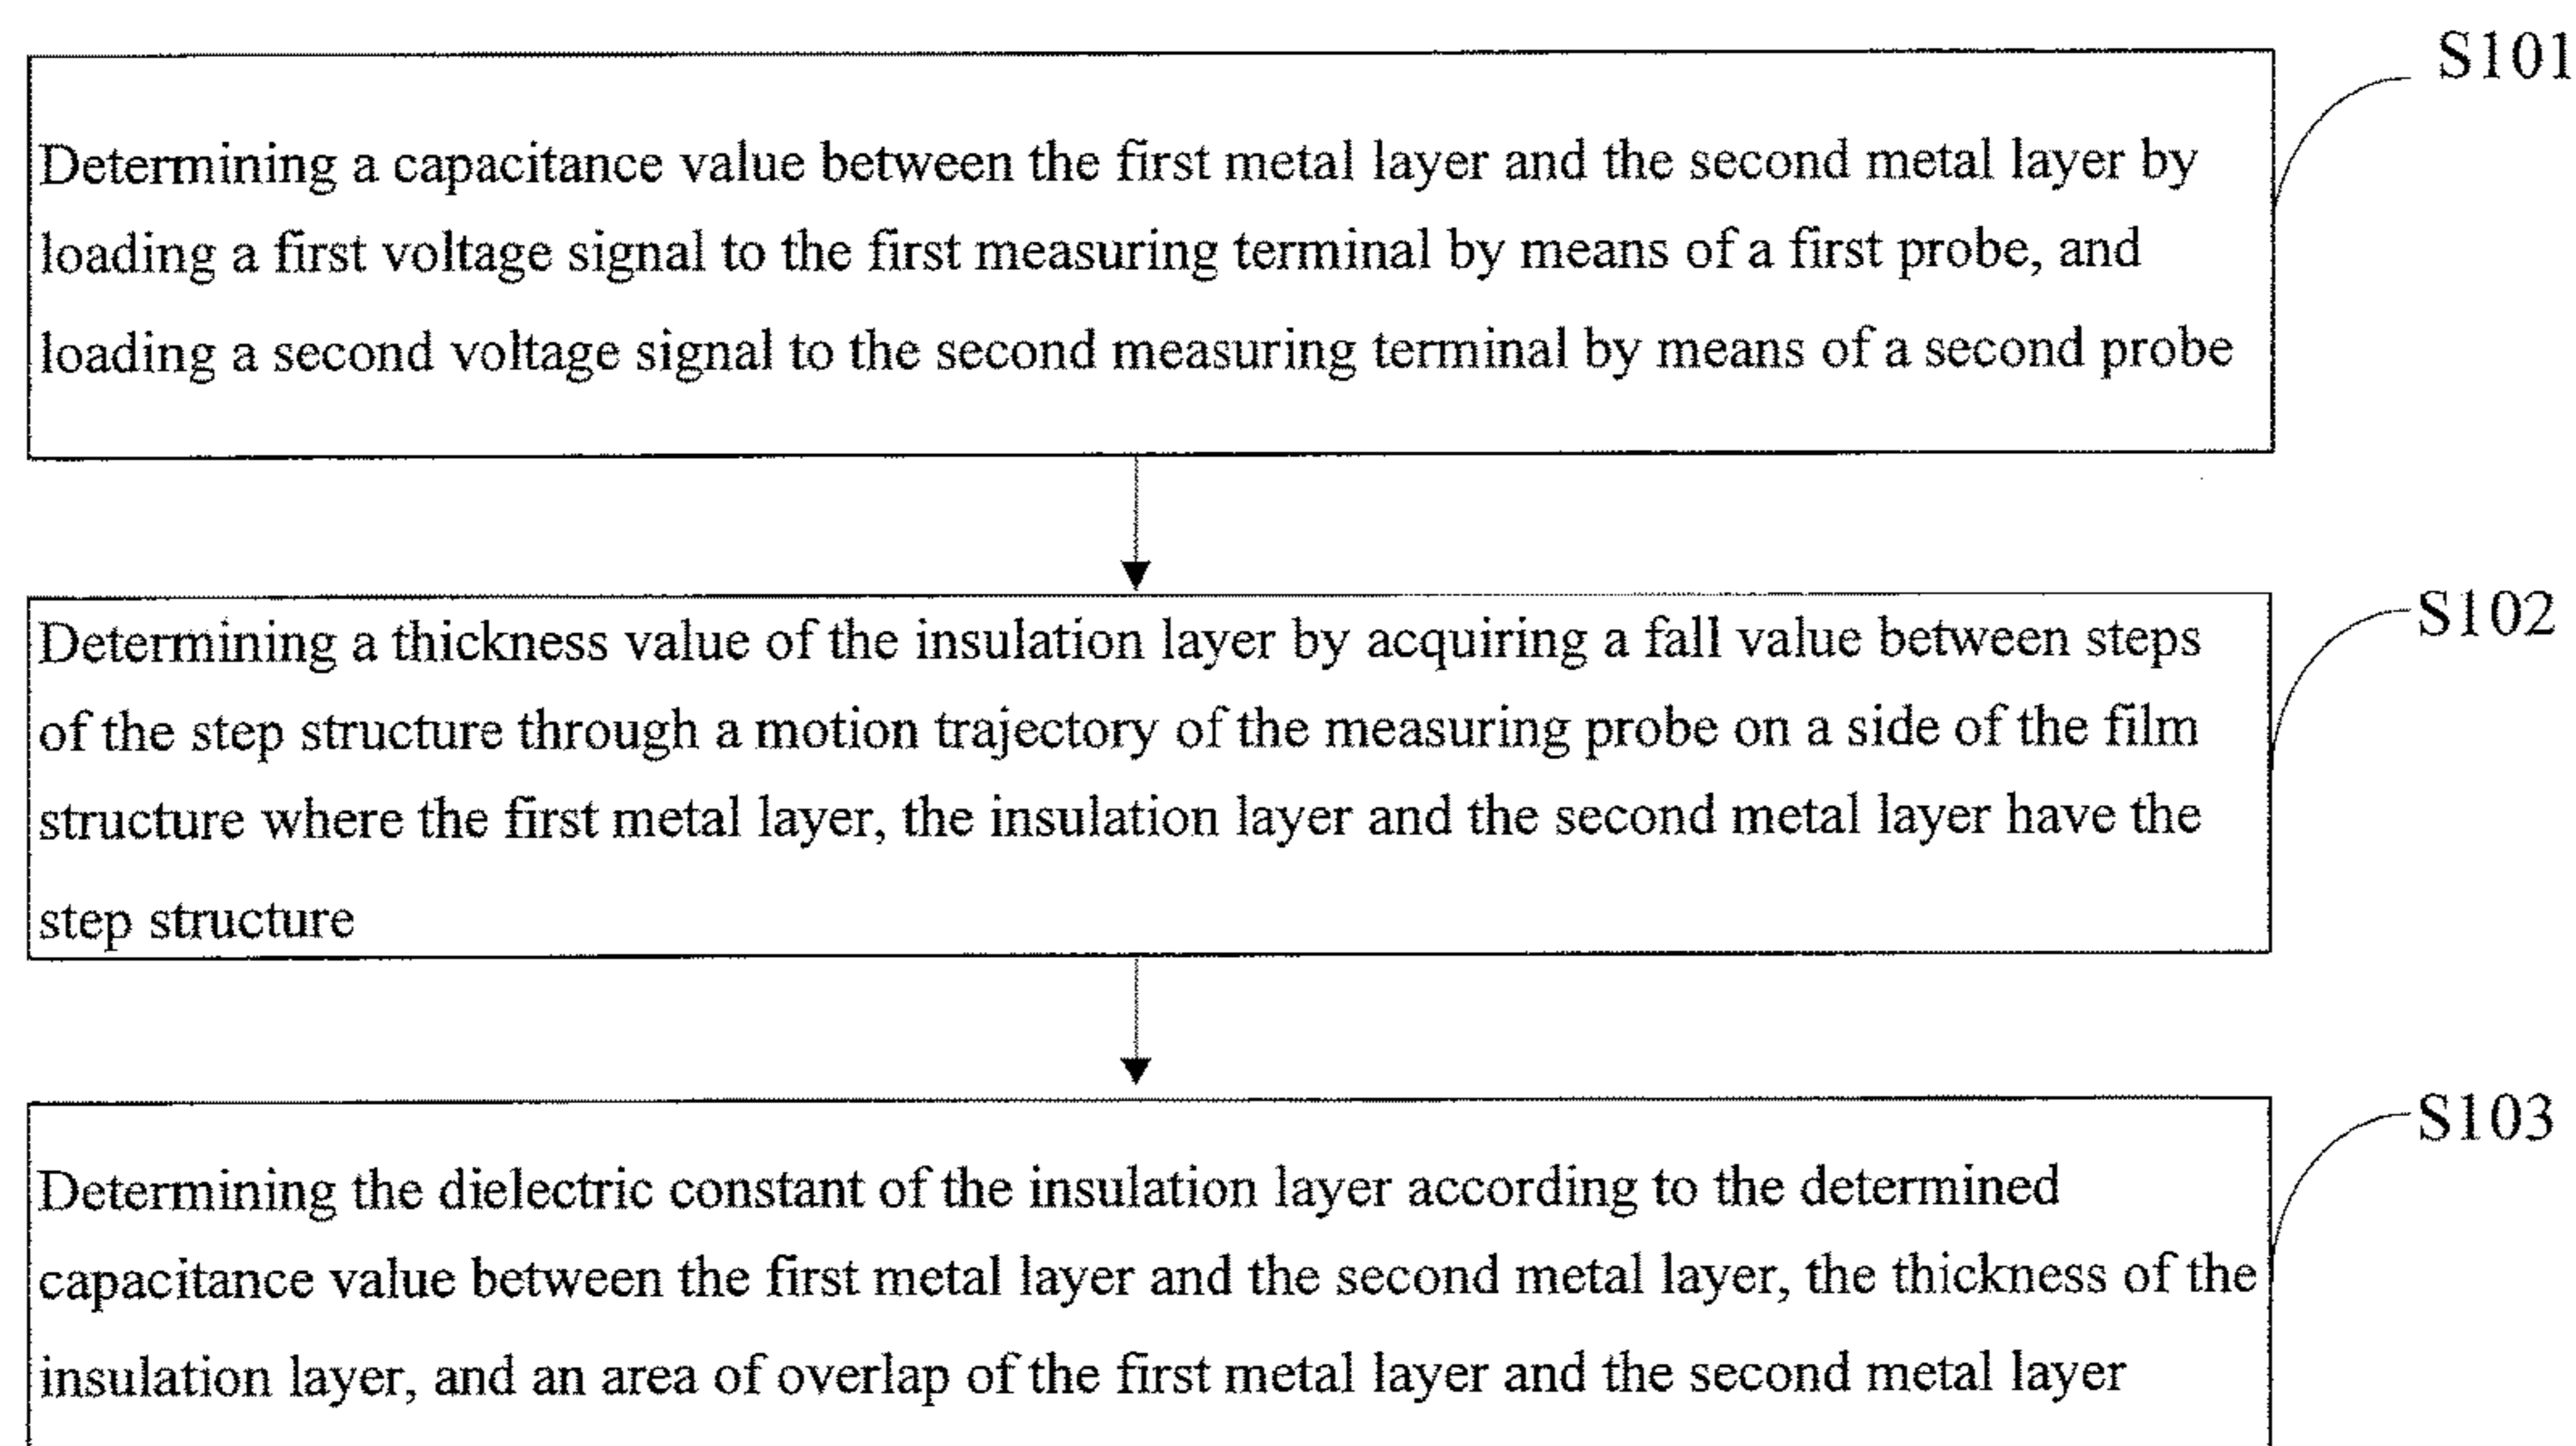 S101
Determining a capacitance value between the first metal layer and the second metal layer by
loading a first voltage signal to the first measuring terminal by means of a first probe, and
loading a second voltage signal to the second measuring terminal by means of a second probe
S102
Determining a thickness value of the insulation layer by acquiring a fall value between steps
of the step structure through a motion trajectory of the measuring probe on a side of the film
structure where the first metal layer, the insulation layer and the second metal layer have the
step structure
S103
Determining the dielectric constant of the insulation layer according to the determined
capacitance value between the first metal layer and the second metal layer, the thickness of the
insulation layer, and an area of overlap of the first metal layer and the second metal layer